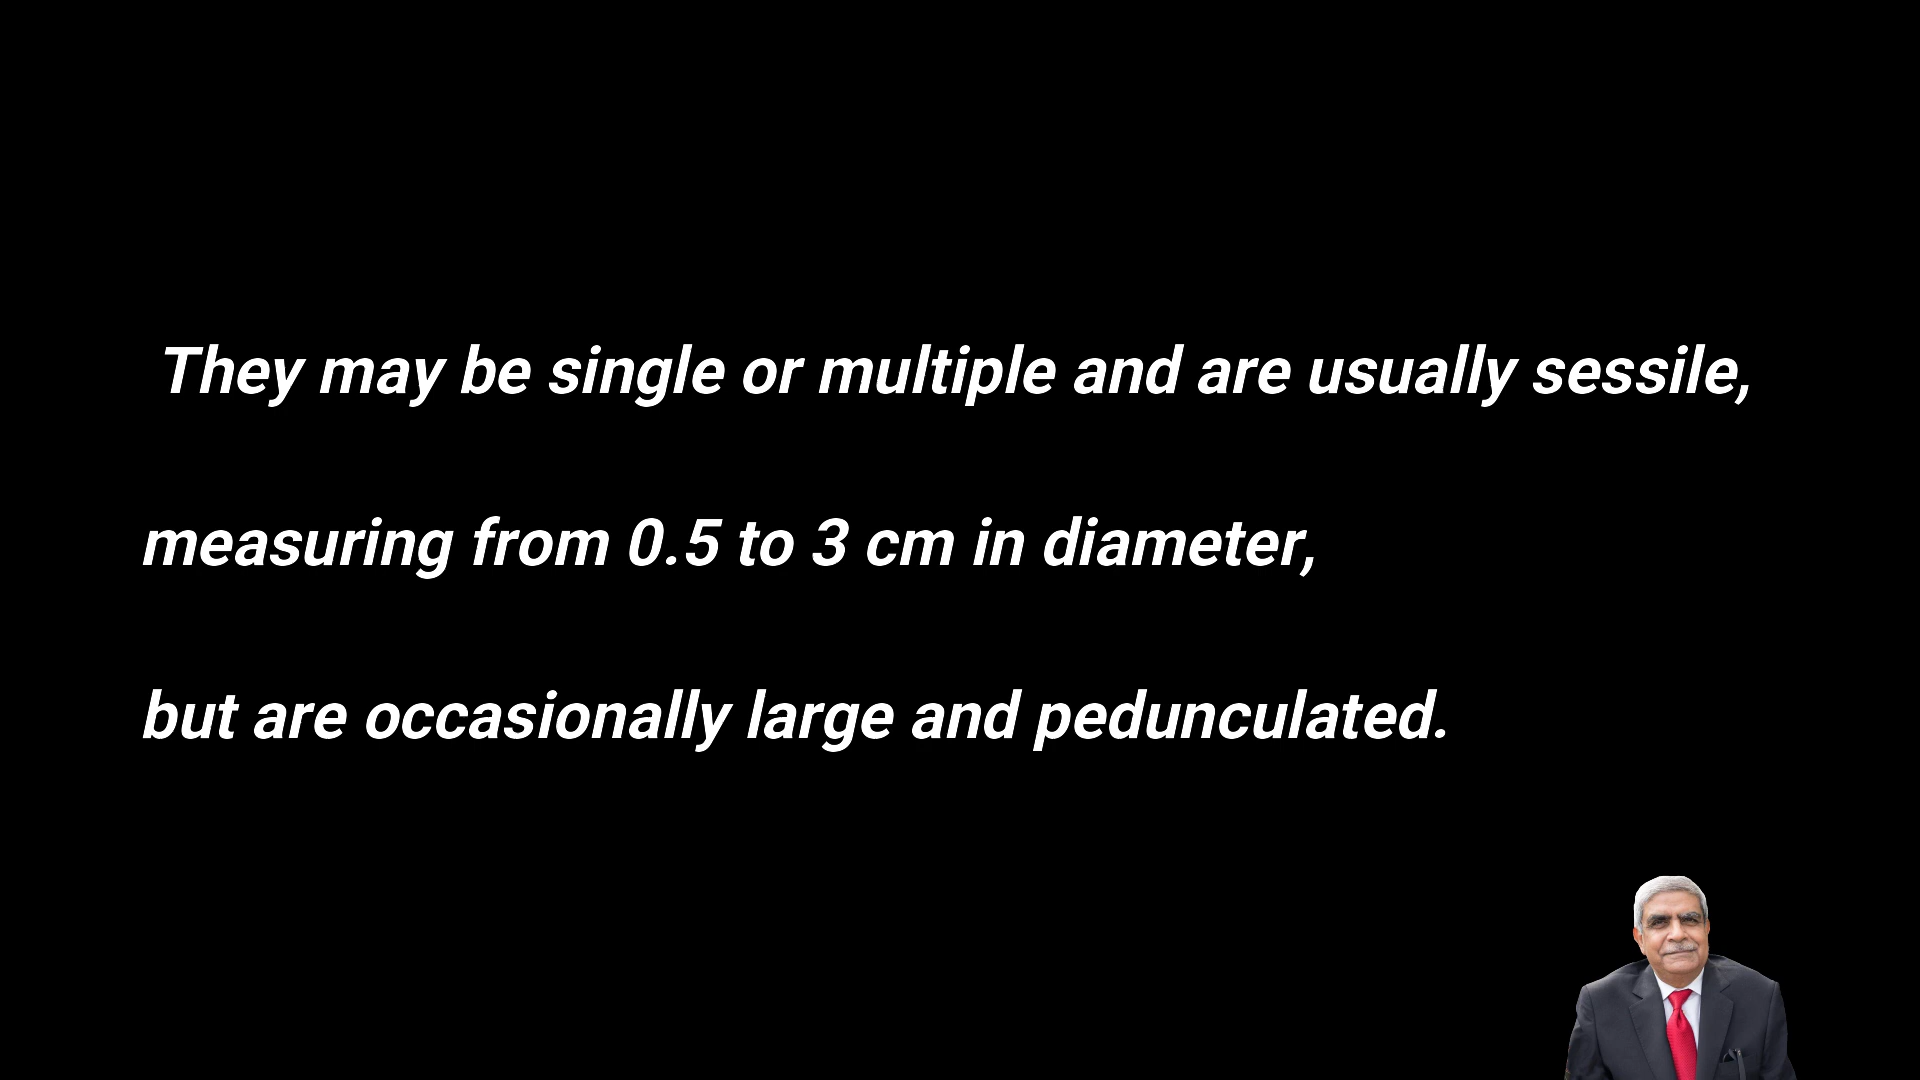 They may be single or multiple and are usually sessile,
measuring from 0.5 to 3 cm in diameter,
but are occasionally large and pedunculated.